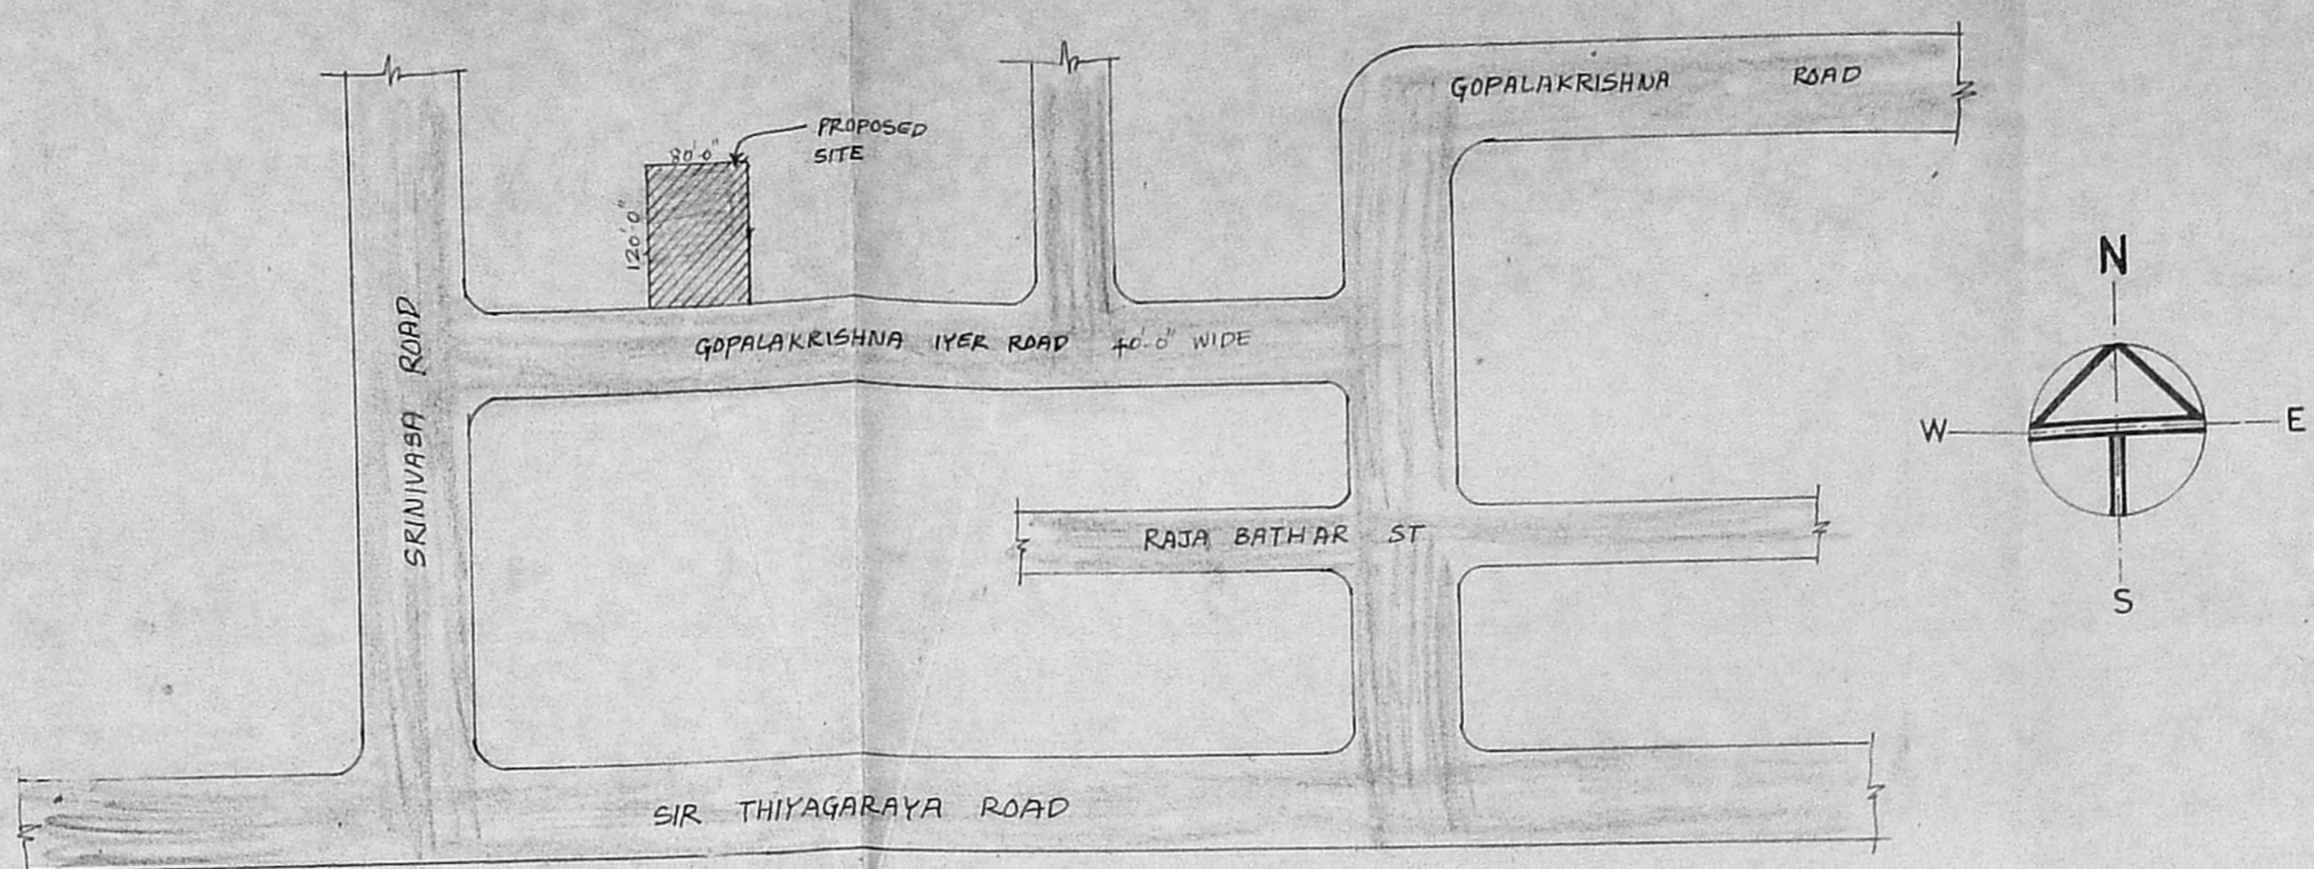 GOPALAKRISHNA ROAD
PROPOSED
SITE
80'-0"
120'-0"
N
GOPALAKRISHNA IYER ROAD 40'-0" WIDE
SRINIVASA ROAD
W
E
RAJA BATHAR ST
S
SIR THIYAGARAYA ROAD